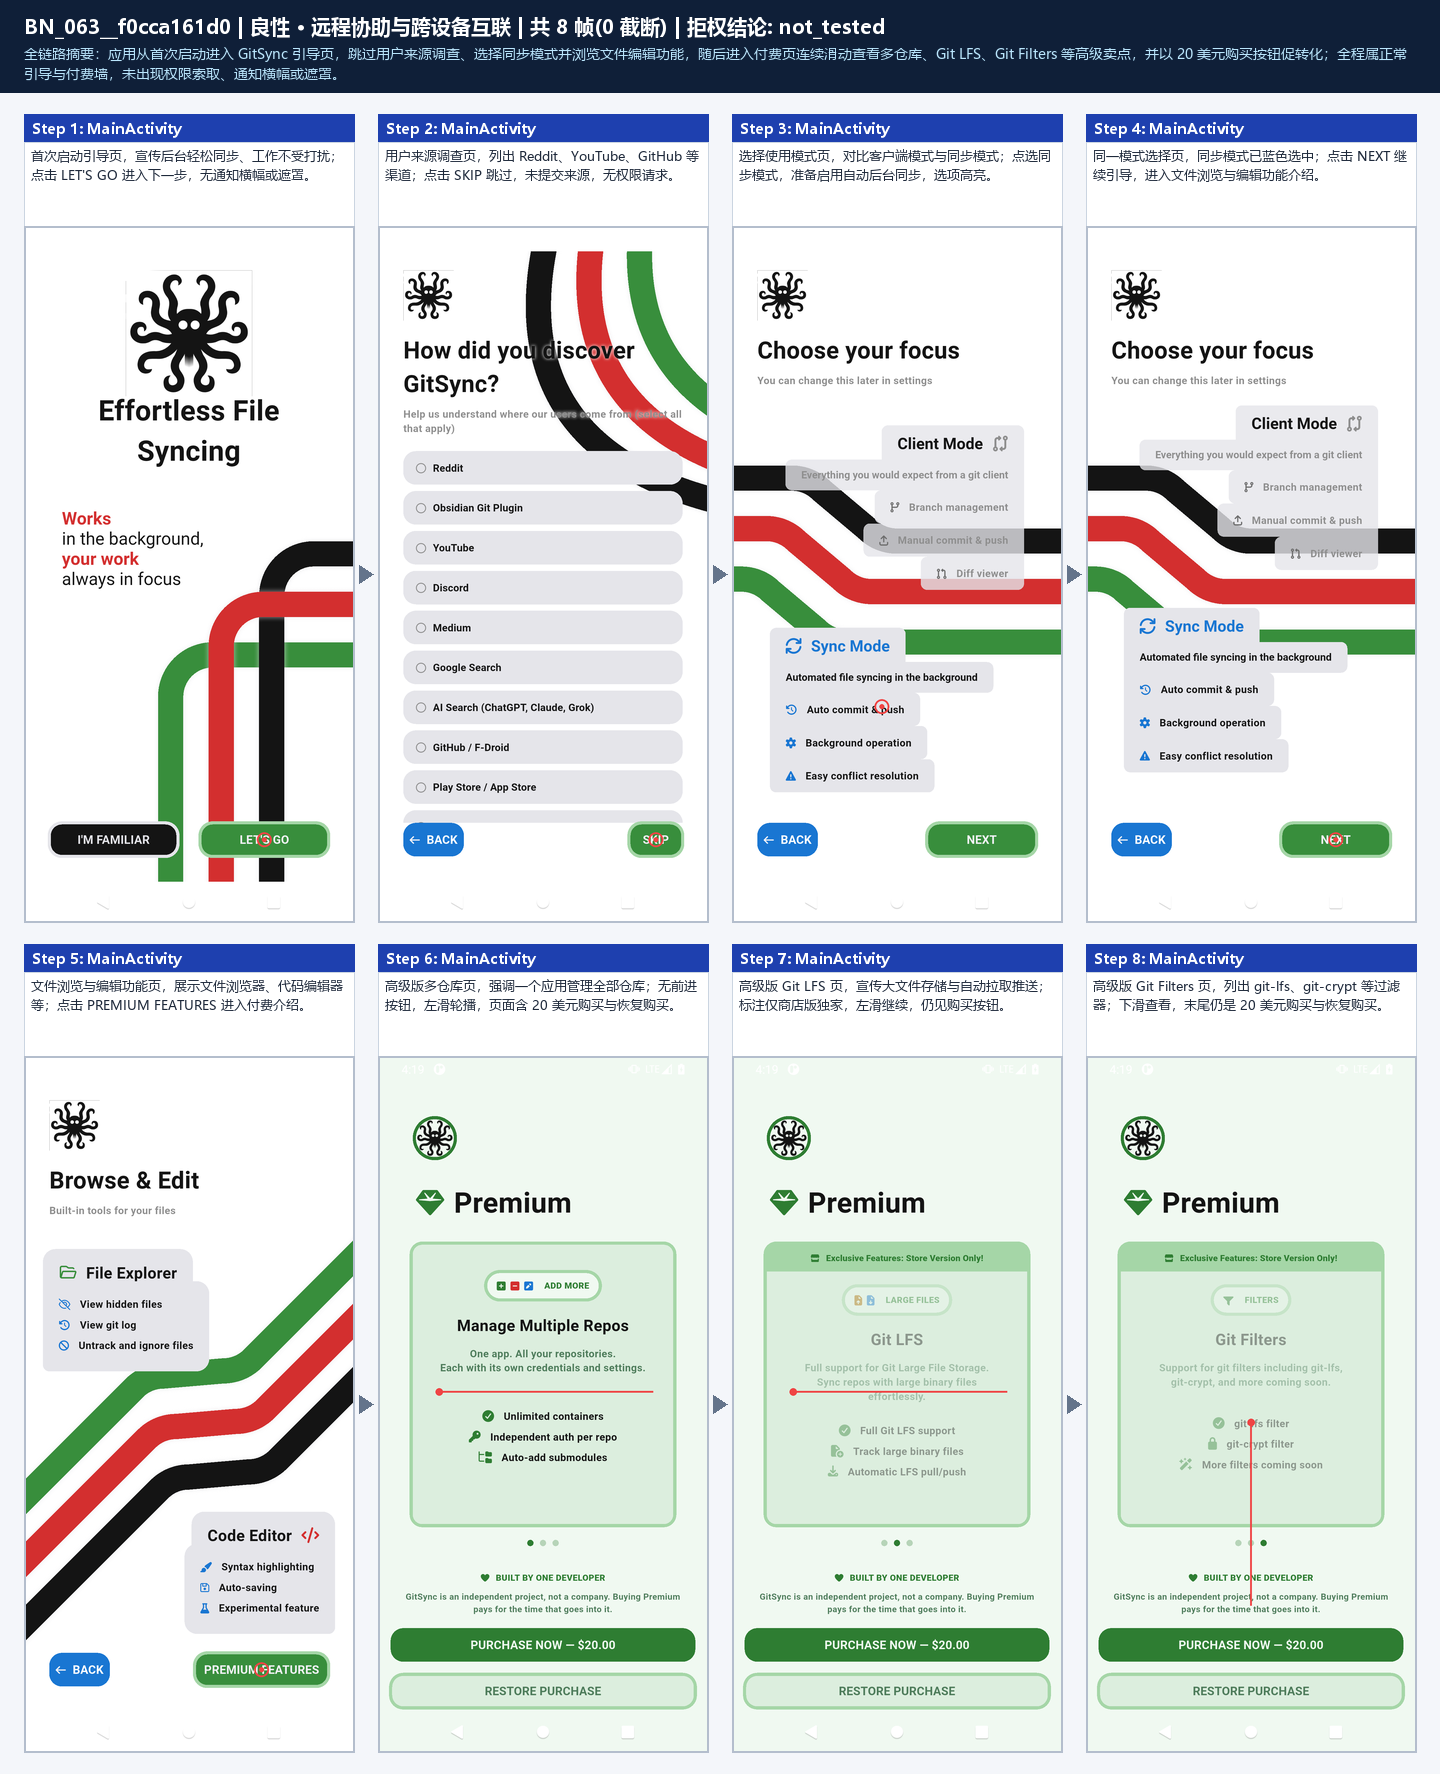 BN_063__f0cca161d0 | 良性 • 远程协助与跨设备互联 | 共 8 帧(0 截断) | 拒权结论: not_tested
全链路摘要：应用从首次启动进入 GitSync 引导页，跳过用户来源调查、选择同步模式并浏览文件编辑功能，随后进入付费页连续滑动查看多仓库、Git LFS、Git Filters 等高级卖点，并以 20 美元购买按钮促转化；全程属正常
引导与付费墙，未出现权限索取、通知横幅或遮罩。
Step 1: MainActivity
首次启动引导页，宣传后台轻松同步、工作不受打扰；
点击 LET'S GO 进入下一步，无通知横幅或遮罩。
Effortless File
Syncing
Works
in the background,
your work
always in focus
I'M FAMILIAR
LET'S GO
Step 2: MainActivity
用户来源调查页，列出 Reddit、YouTube、GitHub 等
渠道；点击 SKIP 跳过，未提交来源，无权限请求。
How did you discover
GitSync?
Help us understand where our users come from (select all
that apply)
Reddit
Obsidian Git Plugin
YouTube
Discord
Medium
Google Search
AI Search (ChatGPT, Claude, Grok)
GitHub / F-Droid
Play Store / App Store
BACK
SKIP
Step 3: MainActivity
选择使用模式页，对比客户端模式与同步模式；点选同
步模式，准备启用自动后台同步，选项高亮。
Choose your focus
You can change this later in settings
Client Mode
Everything you would expect from a git client
Branch management
Manual commit & push
Diff viewer
Sync Mode
Automated file syncing in the background
Auto commit & push
Background operation
Easy conflict resolution
BACK
NEXT
Step 4: MainActivity
同一模式选择页，同步模式已蓝色选中；点击 NEXT 继
续引导，进入文件浏览与编辑功能介绍。
Choose your focus
You can change this later in settings
Client Mode
Everything you would expect from a git client
Branch management
Manual commit & push
Diff viewer
Sync Mode
Automated file syncing in the background
Auto commit & push
Background operation
Easy conflict resolution
BACK
NEXT
Step 5: MainActivity
文件浏览与编辑功能页，展示文件浏览器、代码编辑器
等；点击 PREMIUM FEATURES 进入付费介绍。
Browse & Edit
Built-in tools for your files
File Explorer
View hidden files
View git log
Untrack and ignore files
Code Editor
Syntax highlighting
Auto-saving
Experimental feature
BACK
PREMIUM FEATURES
Step 6: MainActivity
高级版多仓库页，强调一个应用管理全部仓库；无前进
按钮，左滑轮播，页面含 20 美元购买与恢复购买。
4:19
LTE
Premium
ADD MORE
Manage Multiple Repos
One app. All your repositories.
Each with its own credentials and settings.
Unlimited containers
Independent auth per repo
Auto-add submodules
BUILT BY ONE DEVELOPER
GitSync is an independent project, not a company. Buying Premium
pays for the time that goes into it.
PURCHASE NOW — $20.00
RESTORE PURCHASE
Step 7: MainActivity
高级版 Git LFS 页，宣传大文件存储与自动拉取推送；
标注仅商店版独家，左滑继续，仍见购买按钮。
4:19
LTE
Premium
Exclusive Features: Store Version Only!
LARGE FILES
Git LFS
Full support for Git Large File Storage.
Sync repos with large binary files
effortlessly.
Full Git LFS support
Track large binary files
Automatic LFS pull/push
BUILT BY ONE DEVELOPER
GitSync is an independent project, not a company. Buying Premium
pays for the time that goes into it.
PURCHASE NOW — $20.00
RESTORE PURCHASE
Step 8: MainActivity
高级版 Git Filters 页，列出 git-lfs、git-crypt 等过滤
器；下滑查看，末尾仍是 20 美元购买与恢复购买。
4:19
LTE
Premium
Exclusive Features: Store Version Only!
FILTERS
Git Filters
Support for git filters including git-lfs,
git-crypt, and more coming soon.
git-lfs filter
git-crypt filter
More filters coming soon
BUILT BY ONE DEVELOPER
GitSync is an independent project, not a company. Buying Premium
pays for the time that goes into it.
PURCHASE NOW — $20.00
RESTORE PURCHASE